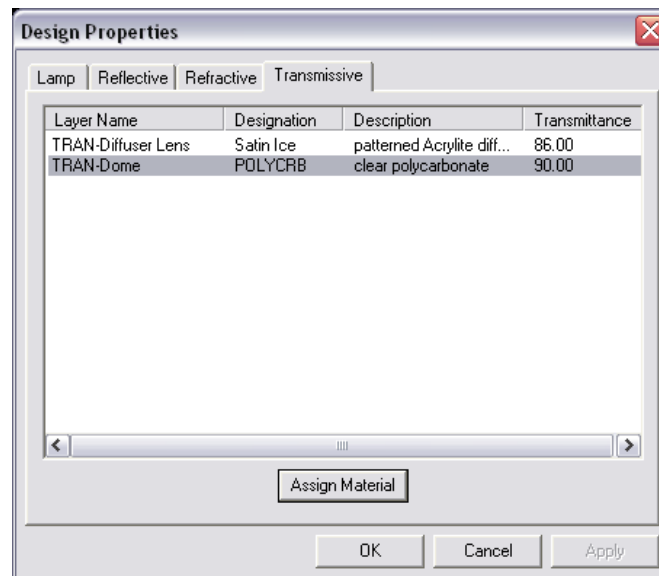 Design Properties
Lamp Reflective Refractive Transmissive
Layer Name Designation Description Transmittance
TRAN-Diffuser Lens Satin Ice patterned Acrylite diff... 86.00
TRAN-Dome POLYCRB clear polycarbonate 90.00
Assign Material
OK Cancel Apply